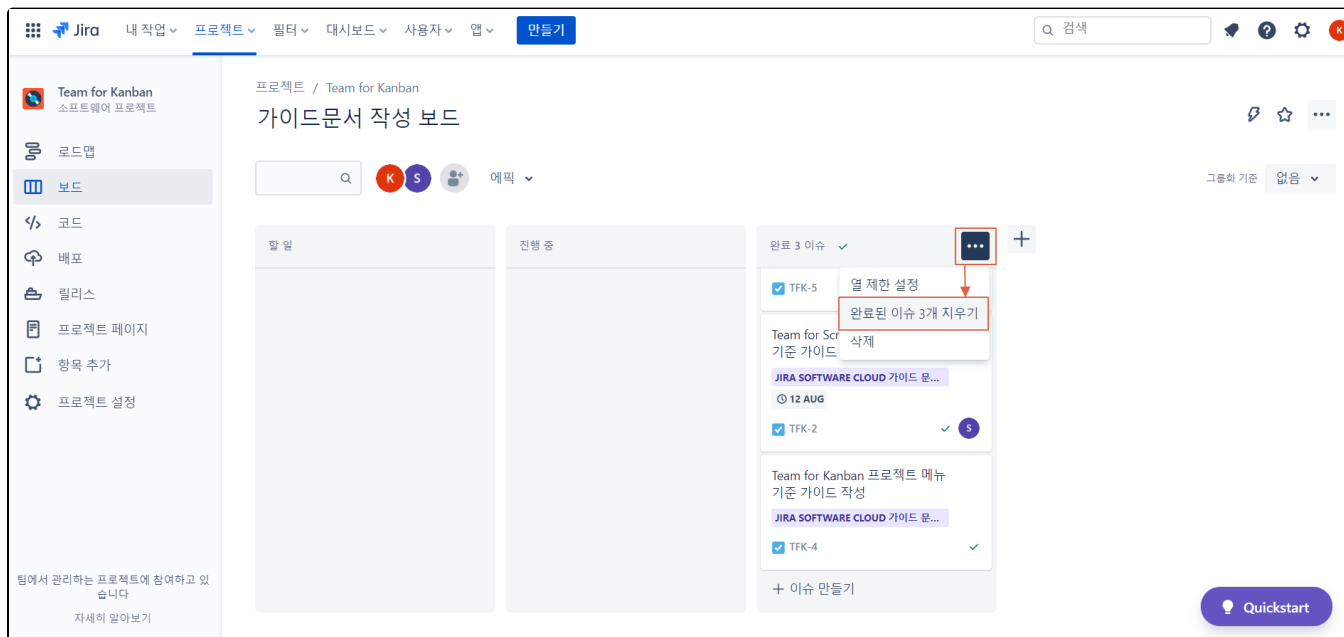 Jira 내 작업 프로젝트 필터 대시보드 사용자 앱 만들기 검색 K
Team for Kanban
소프트웨어 프로젝트
로드맵
보드
코드
배포
릴리스
프로젝트 페이지
항목 추가
프로젝트 설정
팀에서 관리하는 프로젝트에 참여하고 있
습니다
자세히 알아보기
프로젝트 / Team for Kanban
가이드문서 작성 보드
K S 에픽
그룹화 기준 없음
할 일
진행 중
완료 3 이슈
열 제한 설정
완료된 이슈 3개 지우기
삭제
TFK-5
Team for Scr
기준 가이드
JIRA SOFTWARE CLOUD 가이드 문...
12 AUG
TFK-2 S
Team for Kanban 프로젝트 메뉴
기준 가이드 작성
JIRA SOFTWARE CLOUD 가이드 문...
TFK-4
+ 이슈 만들기
Quickstart